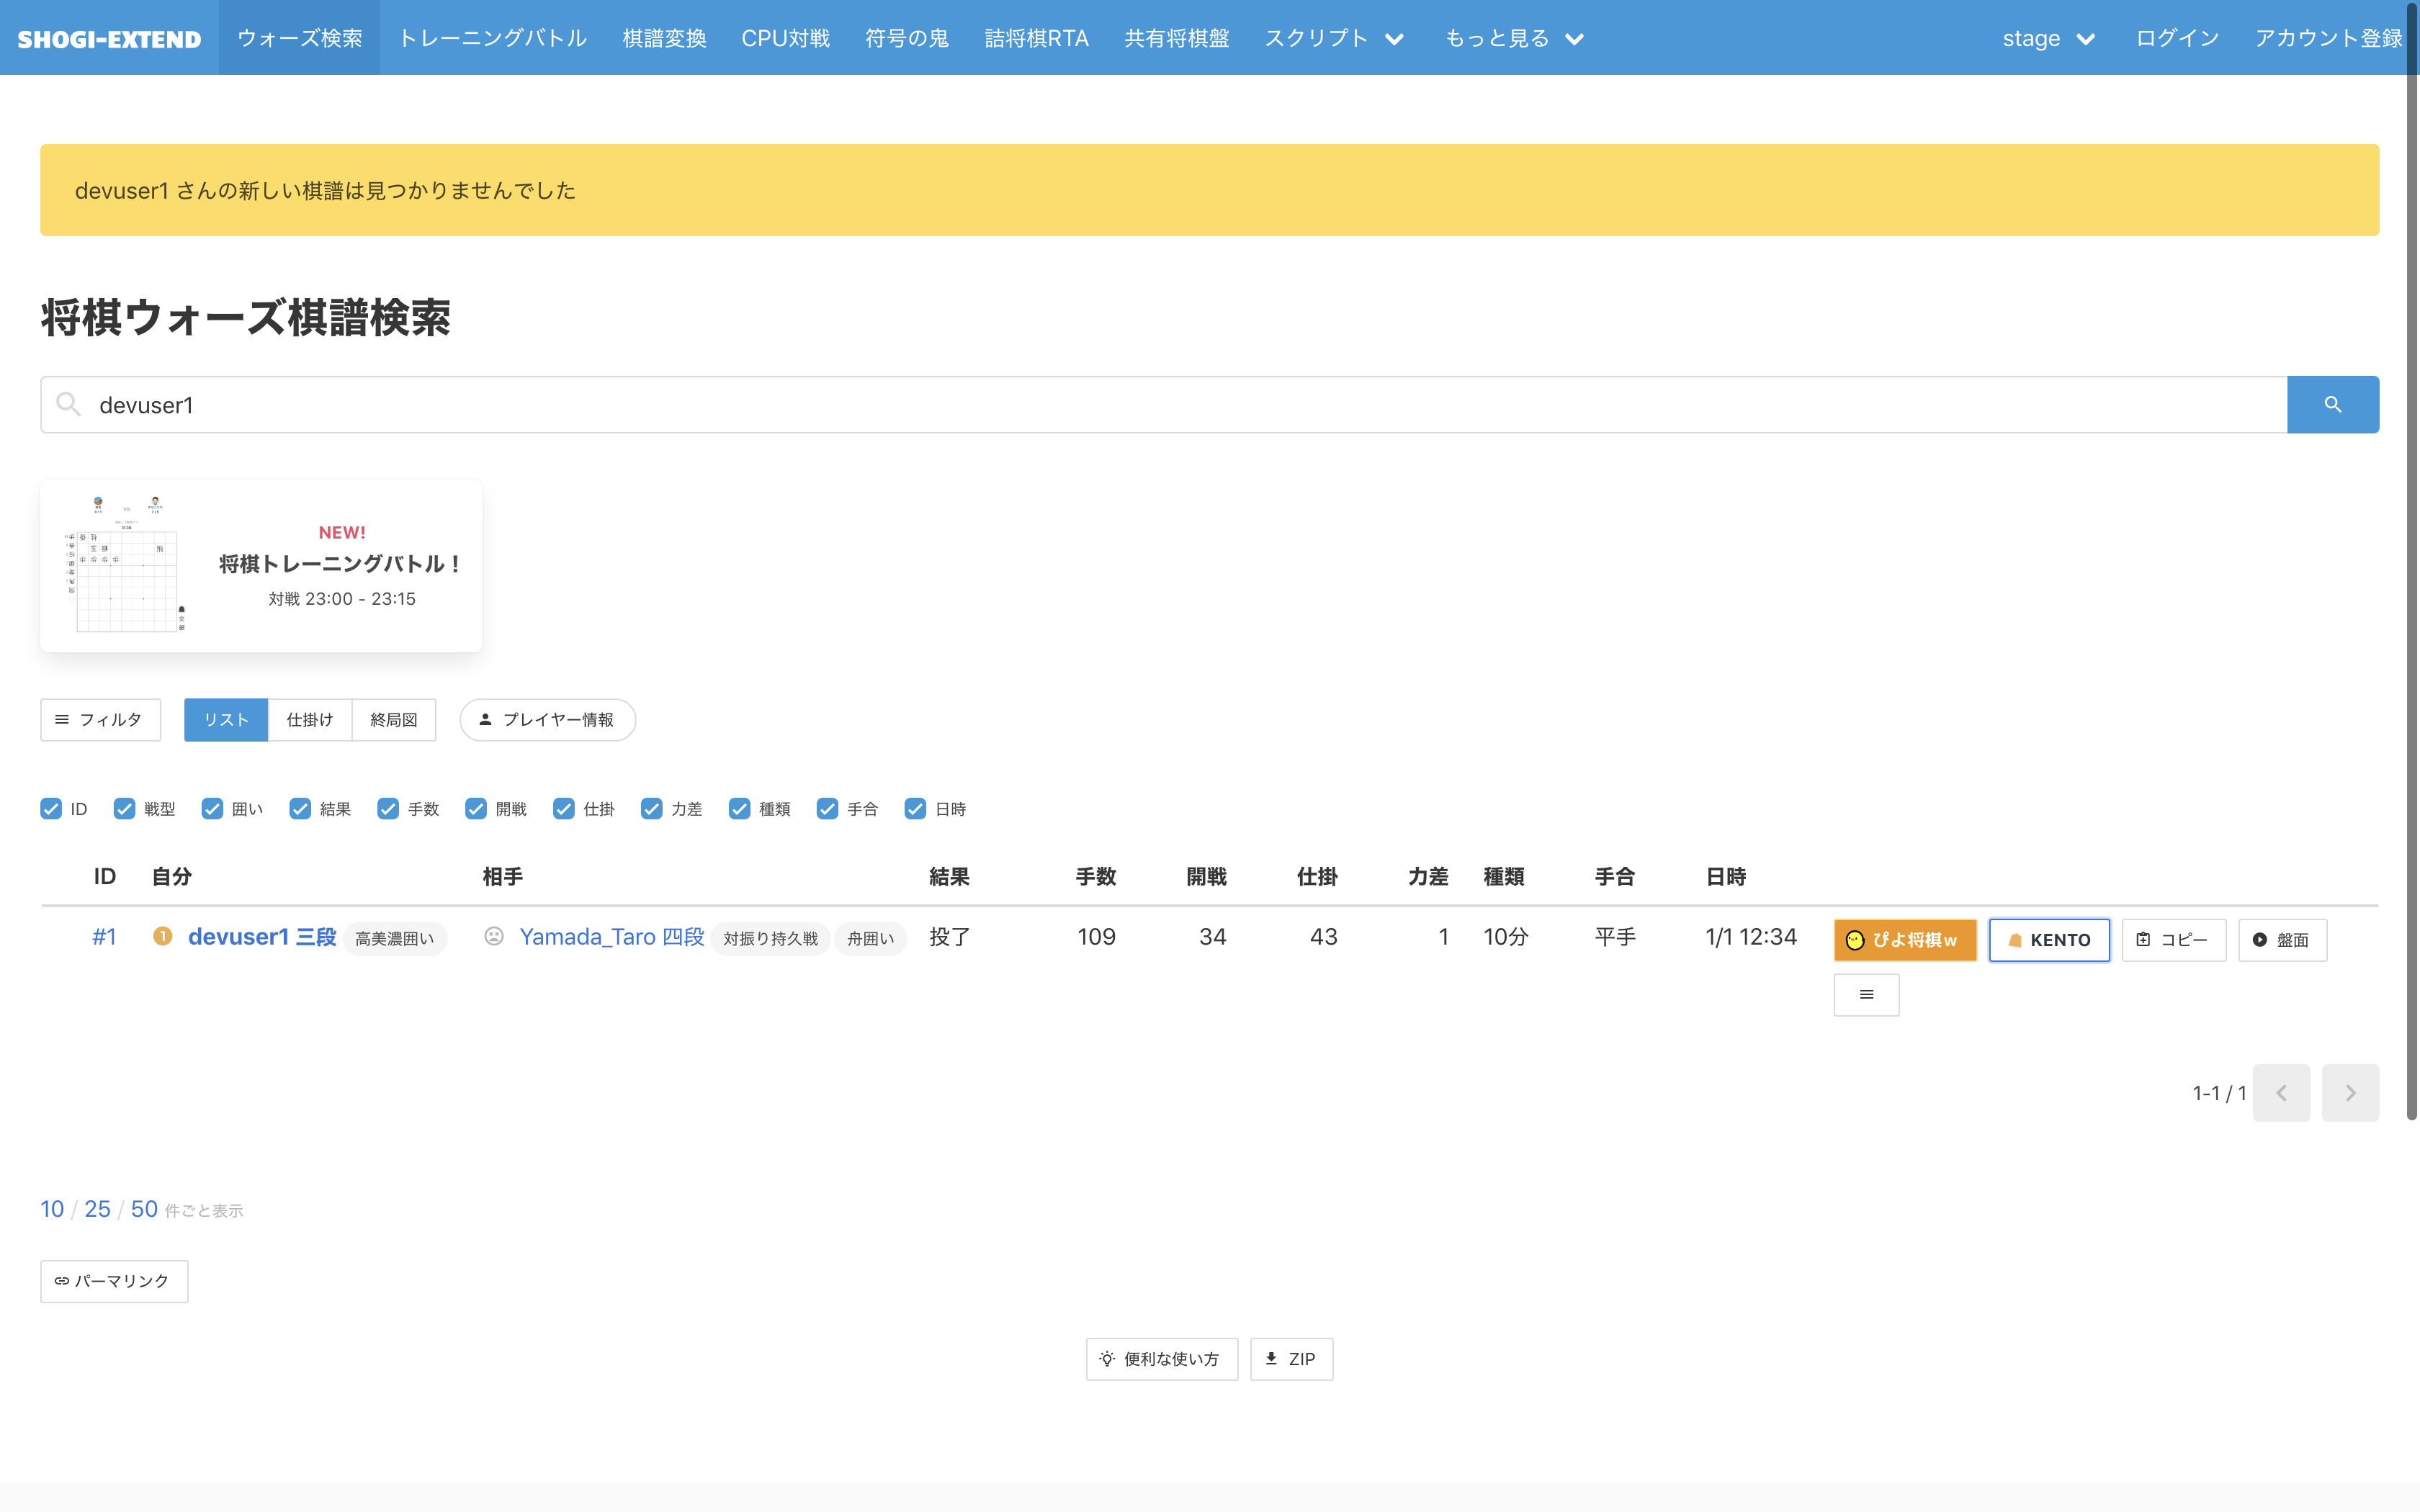 SHOGI-EXTEND ウォーズ検索 トレーニングバトル 棋譜変換 CPU対戦 符号の鬼 詰将棋RTA 共有将棋盤 スクリプト もっと見る stage ログイン アカウント登録
devuser1 さんの新しい棋譜は見つかりませんでした
将棋ウォーズ棋譜検索
devuser1
NEW!
将棋トレーニングバトル！
対戦 23:00 - 23:15
フィルタ リスト 仕掛け 終局図 プレイヤー情報
ID 戦型 囲い 結果 手数 開戦 仕掛 力差 種類 手合 日時
ID 自分 相手 結果 手数 開戦 仕掛 力差 種類 手合 日時
#1 1 devuser1 三段 高美濃囲い Yamada_Taro 四段 対振り持久戦 舟囲い 投了 109 34 43 1 10分 平手 1/1 12:34 ぴよ将棋w KENTO コピー 盤面
1-1 / 1
10 / 25 / 50 件ごと表示
パーマリンク
便利な使い方 ZIP